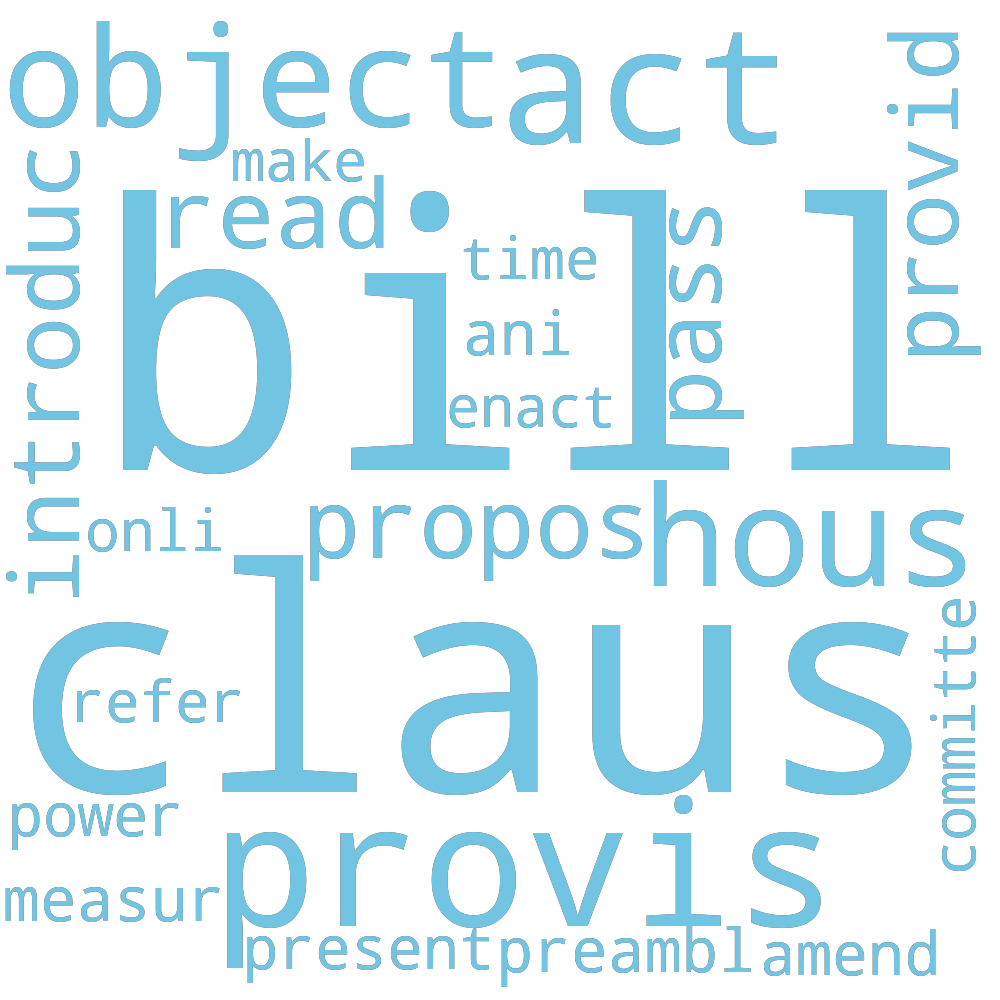 object
act
provid
introduc
make
read
bill
time
pass
ani
enact
onli
propos
hous
claus
refer
committe
power
provis
measur
present
preambl
amend